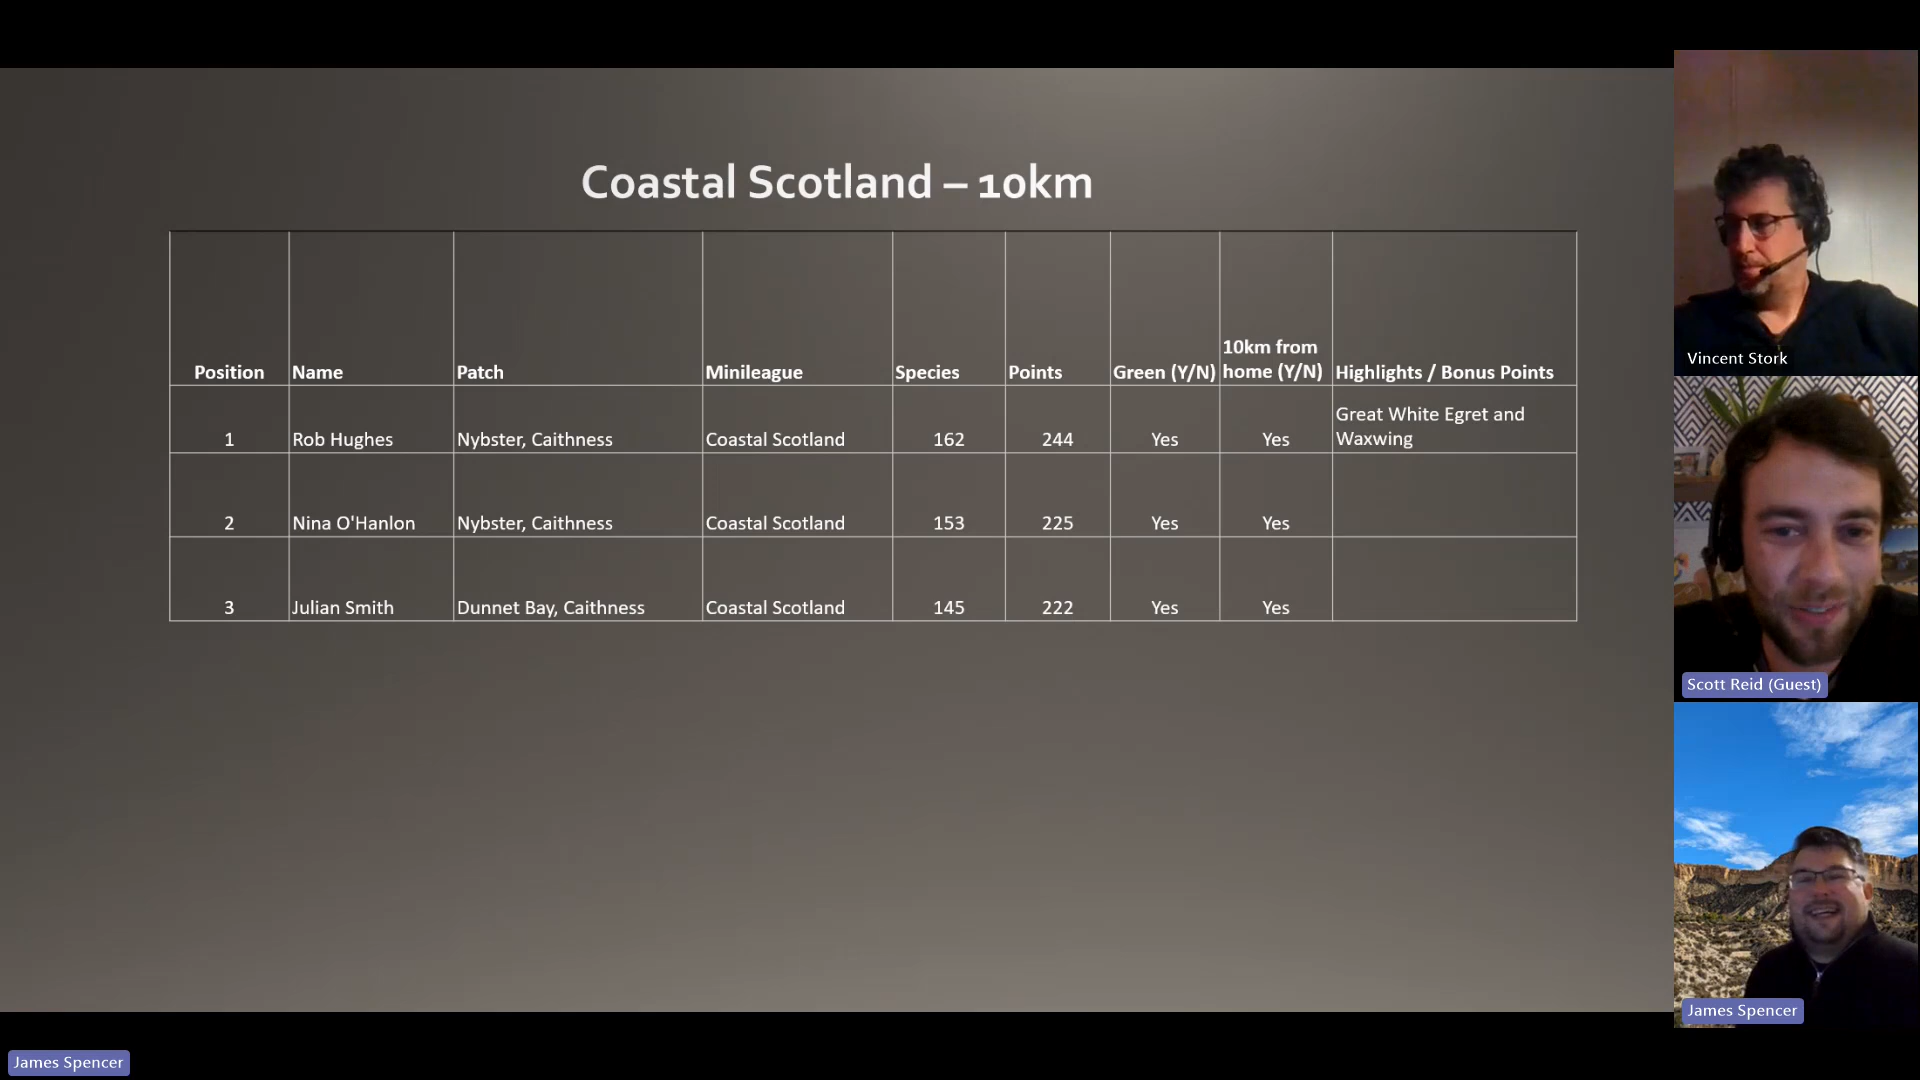 Coastal Scotland – 10km
Position Name Patch Minileague Species Points Green (Y/N) 10km from home (Y/N) Highlights / Bonus Points
1 Rob Hughes Nybster, Caithness Coastal Scotland 162 244 Yes Yes Great White Egret and Waxwing
2 Nina O'Hanlon Nybster, Caithness Coastal Scotland 153 225 Yes Yes
3 Julian Smith Dunnet Bay, Caithness Coastal Scotland 145 222 Yes Yes
Vincent Stork
Scott Reid (Guest)
James Spencer
James Spencer